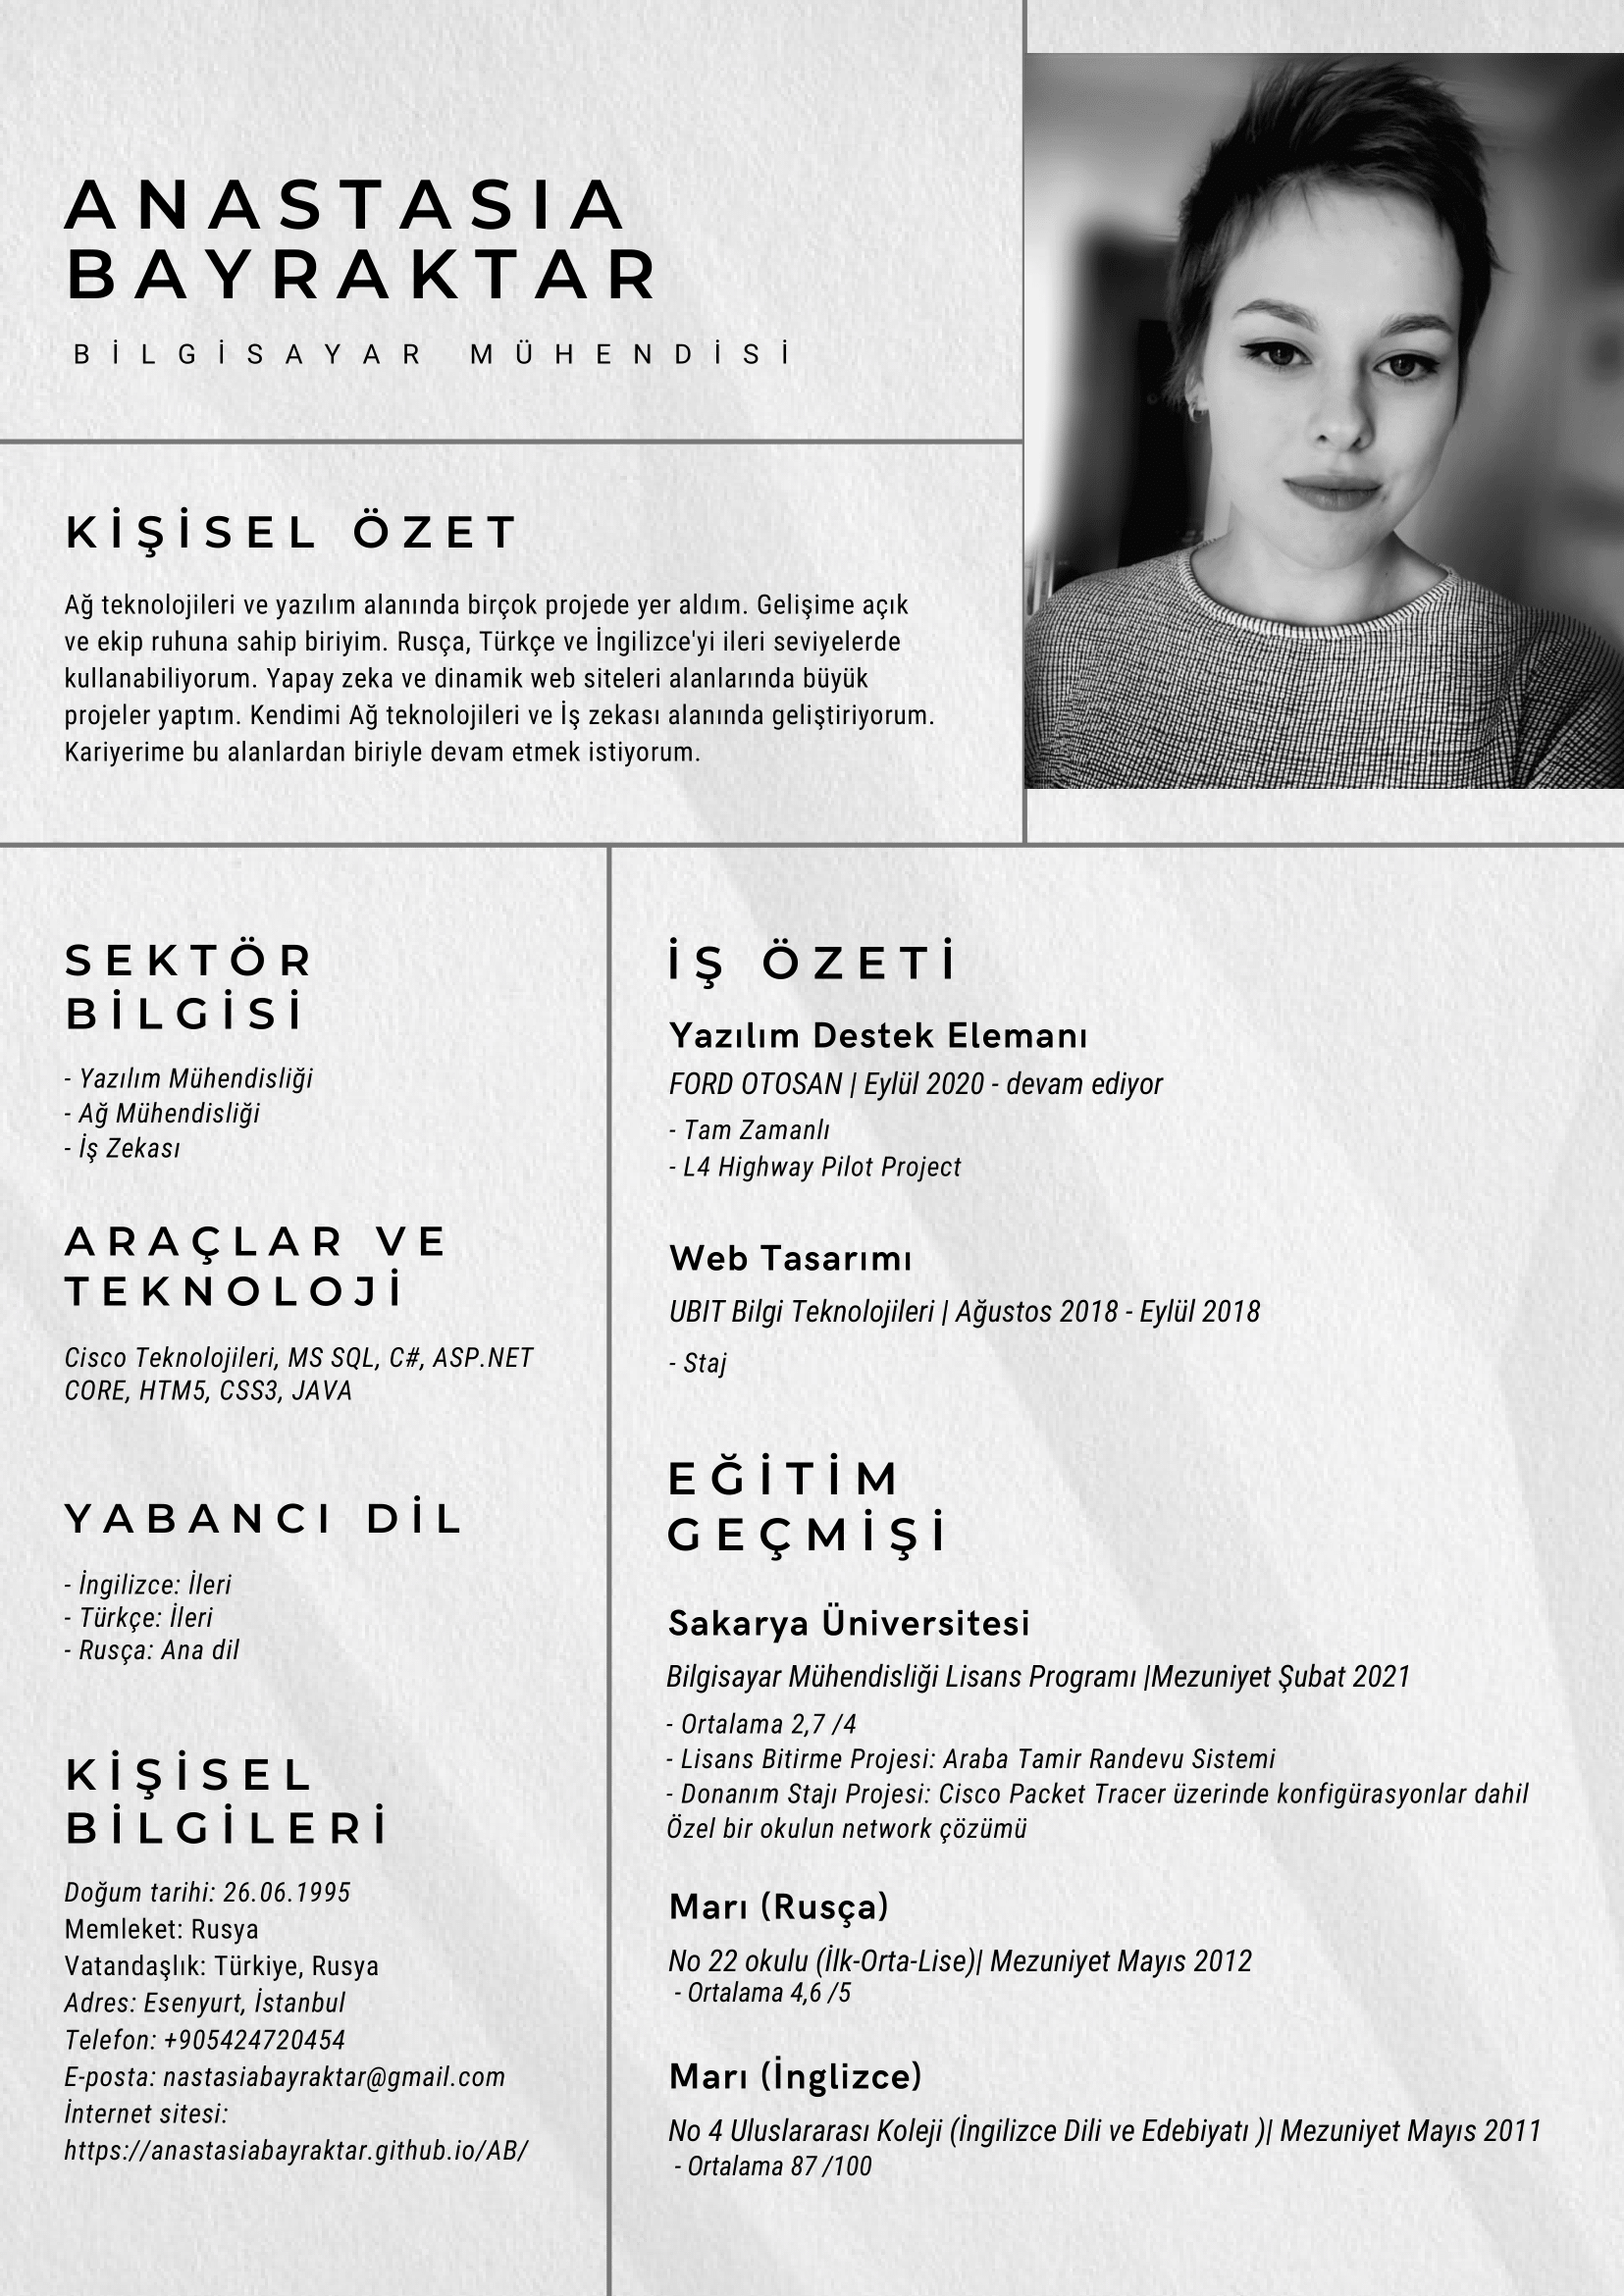 ANASTASIA
BAYRAKTAR
BİLGİSAYAR MÜHENDİSİ
KİŞİSEL ÖZET
Ağ teknolojileri ve yazılım alanında birçok projede yer aldım. Gelişime açık
ve ekip ruhuna sahip biriyim. Rusça, Türkçe ve İngilizce'yi ileri seviyelerde
kullanabiliyorum. Yapay zeka ve dinamik web siteleri alanlarında büyük
projeler yaptım. Kendimi Ağ teknolojileri ve İş zekası alanında geliştiriyorum.
Kariyerime bu alanlardan biriyle devam etmek istiyorum.
SEKTÖR
BİLGİSİ
- Yazılım Mühendisliği
- Ağ Mühendisliği
- İş Zekası
ARAÇLAR VE
TEKNOLOJİ
Cisco Teknolojileri, MS SQL, C#, ASP.NET
CORE, HTM5, CSS3, JAVA
YABANCI DİL
- İngilizce: İleri
- Türkçe: İleri
- Rusça: Ana dil
KİŞİSEL
BİLGİLERİ
Doğum tarihi: 26.06.1995
Memleket: Rusya
Vatandaşlık: Türkiye, Rusya
Adres: Esenyurt, İstanbul
Telefon: +905424720454
E-posta: nastasiabayraktar@gmail.com
İnternet sitesi:
https://anastasiabayraktar.github.io/AB/
İŞ ÖZETİ
Yazılım Destek Elemanı
FORD OTOSAN | Eylül 2020 - devam ediyor
- Tam Zamanlı
- L4 Highway Pilot Project
Web Tasarımı
UBIT Bilgi Teknolojileri | Ağustos 2018 - Eylül 2018
- Staj
EĞİTİM
GEÇMİŞİ
Sakarya Üniversitesi
Bilgisayar Mühendisliği Lisans Programı |Mezuniyet Şubat 2021
- Ortalama 2,7 /4
- Lisans Bitirme Projesi: Araba Tamir Randevu Sistemi
- Donanım Stajı Projesi: Cisco Packet Tracer üzerinde konfigürasyonlar dahil
Özel bir okulun network çözümü
Marı (Rusça)
No 22 okulu (İlk-Orta-Lise)| Mezuniyet Mayıs 2012
- Ortalama 4,6 /5
Marı (İnglizce)
No 4 Uluslararası Koleji (İngilizce Dili ve Edebiyatı )| Mezuniyet Mayıs 2011
- Ortalama 87 /100